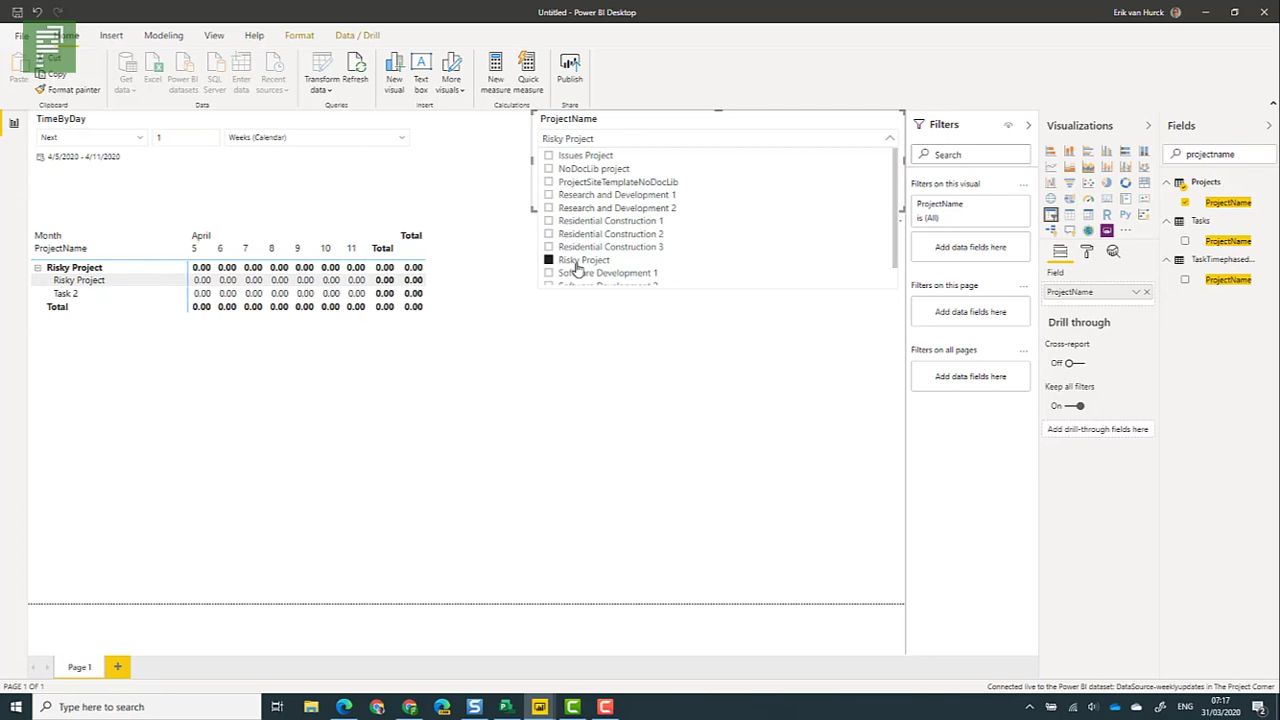 Untitled - Power BI Desktop
Erik van Hurck
File Home Insert Modeling View Help Format Data / Drill
Paste
Cut
Copy
Format painter
Get data
Excel
Power BI datasets
SQL Server
Enter data
Recent sources
Transform data
Refresh
New visual
Text box
More visuals
New measure
Quick measure
Publish
Clipboard
Data
Queries
Insert
Calculations
Share
TimeByDay
Next 1 Weeks (Calendar)
4/5/2020 - 4/11/2020
Month April Total
ProjectName 5 6 7 8 9 10 11 Total
Risky Project 0.00 0.00 0.00 0.00 0.00 0.00 0.00 0.00 0.00
Risky Project 0.00 0.00 0.00 0.00 0.00 0.00 0.00 0.00 0.00
Task 2 0.00 0.00 0.00 0.00 0.00 0.00 0.00 0.00 0.00
Total 0.00 0.00 0.00 0.00 0.00 0.00 0.00 0.00 0.00
ProjectName
Risky Project
Issues Project
NoDocLib project
ProjectSiteTemplateNoDocLib
Research and Development 1
Research and Development 2
Residential Construction 1
Residential Construction 2
Residential Construction 3
Risky Project
Software Development 1
Filters
Search
Filters on this visual ...
ProjectName
is (All)
Add data fields here
Filters on this page ...
Add data fields here
Filters on all pages ...
Add data fields here
Visualizations
Field
ProjectName
Drill through
Cross-report
Off
Keep all filters
On
Add drill-through fields here
Fields
projectname
Projects
ProjectName
Tasks
ProjectName
TaskTimephased...
ProjectName
Page 1
PAGE 1 OF 1
Connected live to the Power BI dataset: DataSource-weeklyupdates in The Project Corner
Type here to search
ENG
07:17
31/03/2020
2